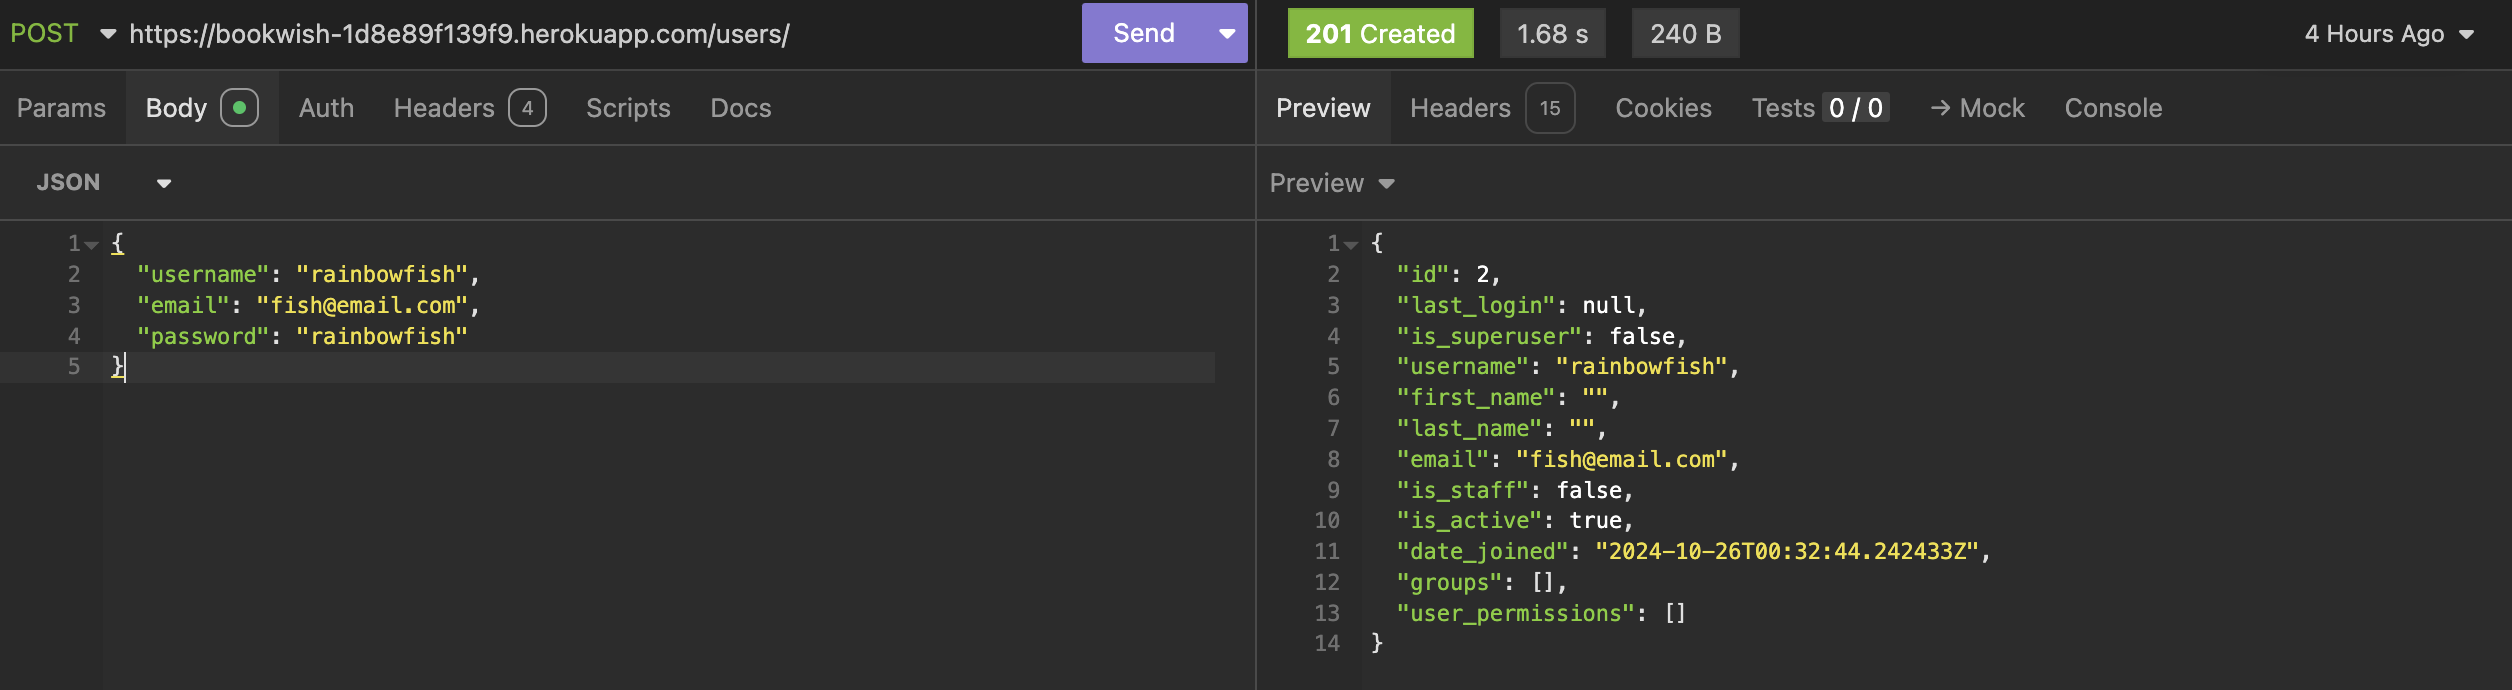 POST https://bookwish-1d8e89f139f9.herokuapp.com/users/ Send
Params Body Auth Headers 4 Scripts Docs
JSON
1 {
2 "username": "rainbowfish",
3 "email": "fish@email.com",
4 "password": "rainbowfish"
5 }
201 Created 1.68 s 240 B 4 Hours Ago
Preview Headers 15 Cookies Tests 0 / 0 → Mock Console
Preview
1 {
2 "id": 2,
3 "last_login": null,
4 "is_superuser": false,
5 "username": "rainbowfish",
6 "first_name": "",
7 "last_name": "",
8 "email": "fish@email.com",
9 "is_staff": false,
10 "is_active": true,
11 "date_joined": "2024-10-26T00:32:44.242433Z",
12 "groups": [],
13 "user_permissions": []
14 }